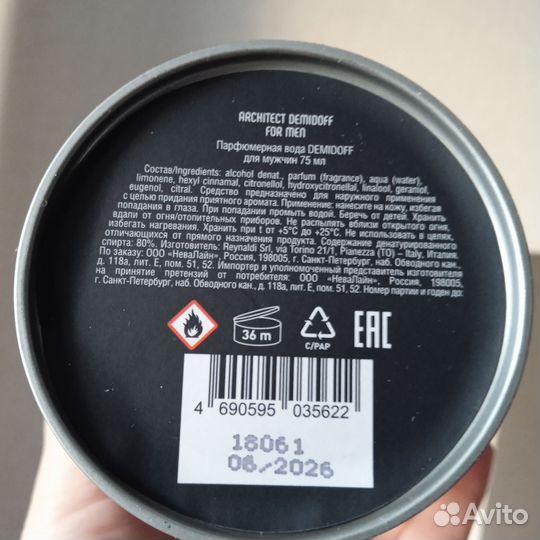 ARCHITECT DEMIDOFF
FOR MEN
Парфюмерная вода DEMIDOFF
для мужчин 75 мл
Состав/Ingredients: alcohol denat., parfum (fragrance), aqua (water),
limonene, hexyl cinnamal, citronellol, hydroxycitronellal, linalool, geraniol,
eugenol, citral. Средство предназначено для наружного применения
с целью придания приятного аромата. Применение: нанесите на кожу, избегая
попадания в глаза. При попадании промыть водой. Беречь от детей. Хранить
вдали от огня/отопительных приборов. Не распылять вблизи открытого огня,
избегать нагревания. Хранить при t от +5°C до +25°C. Не использовать в целях,
отличающихся от прямого назначения продукта. Содержание денатурированного
спирта: 80%. Изготовитель: Reynaldi Srl, via Torino 21/1, Pianezza (TO) – Italy, Италия.
По заказу: ООО «НеваЛайн», Россия, 198005, г. Санкт-Петербург, наб. Обводного кан.,
д. 118а, лит. Е, пом. 51, 52. Импортер и уполномоченный представитель изготовителя
на принятие претензий от потребителя: ООО «НеваЛайн», Россия, 198005,
г. Санкт-Петербург, наб. Обводного кан., д. 118а, лит. Е, пом. 51, 52. Номер партии и годен до:
36 m
C/PAP
EAC
4 690595 035622
18061
06/2026
Avito